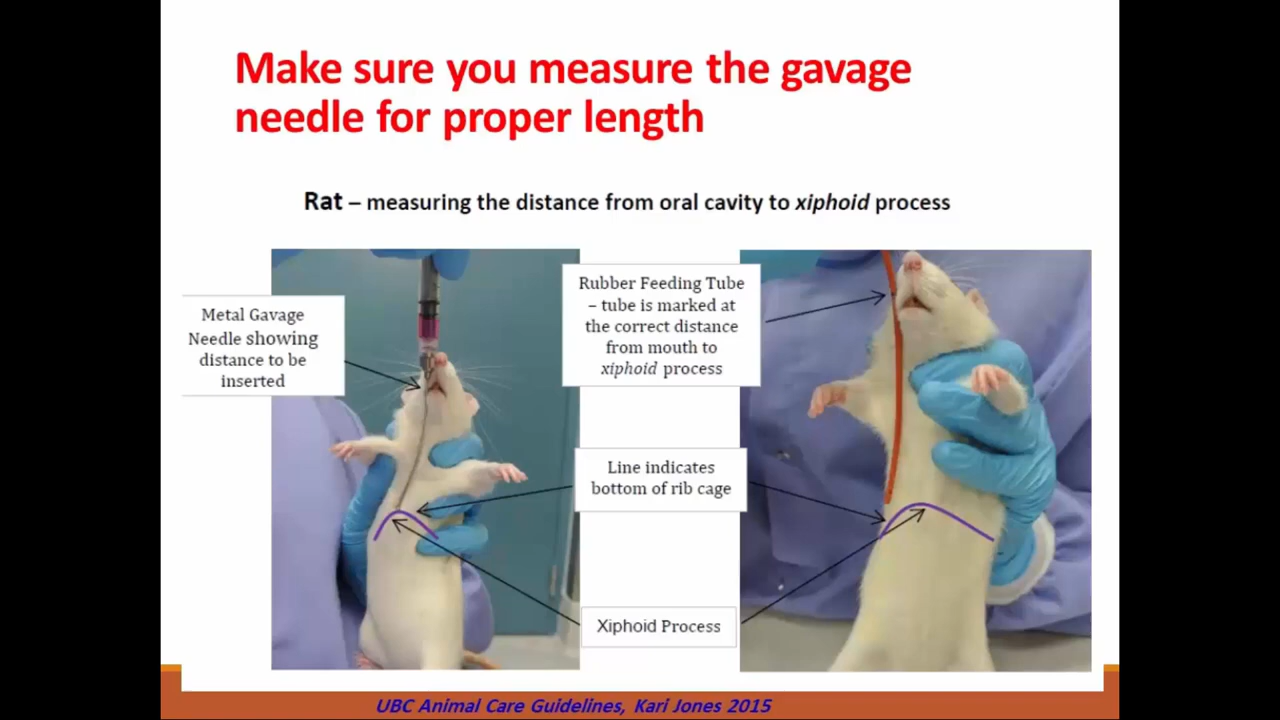 Make sure you measure the gavage
needle for proper length
Rat – measuring the distance from oral cavity to xiphoid process
Metal Gavage
Needle showing
distance to be
inserted
Rubber Feeding Tube
– tube is marked at
the correct distance
from mouth to
xiphoid process
Line indicates
bottom of rib cage
Xiphoid Process
UBC Animal Care Guidelines, Kari Jones 2015